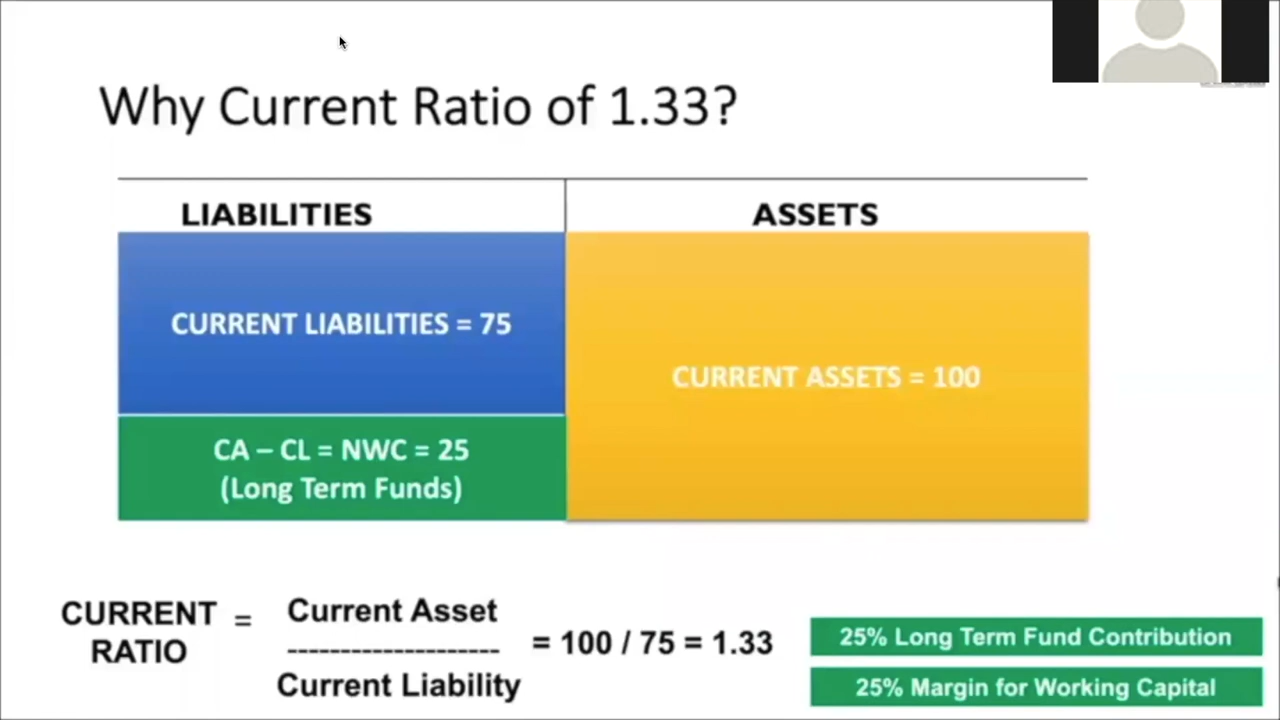 Why Current Ratio of 1.33?
LIABILITIES
ASSETS
CURRENT LIABILITIES = 75
CURRENT ASSETS = 100
CA – CL = NWC = 25
(Long Term Funds)
CURRENT
RATIO
=
Current Asset
--------------------
Current Liability
= 100 / 75 = 1.33
25% Long Term Fund Contribution
25% Margin for Working Capital